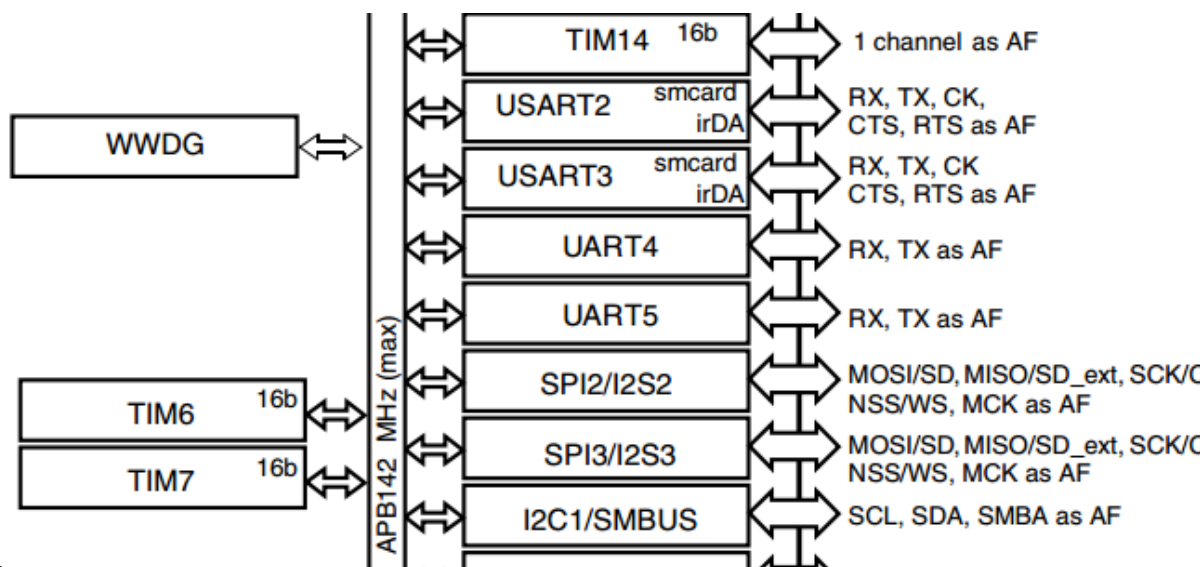 TIM14 16b
1 channel as AF
USART2 smcard
irDA
RX, TX, CK,
CTS, RTS as AF
WWDG
USART3 smcard
irDA
RX, TX, CK
CTS, RTS as AF
UART4
RX, TX as AF
UART5
RX, TX as AF
APB142 MHz (max)
TIM6 16b
SPI2/I2S2
MOSI/SD, MISO/SD_ext, SCK/C
NSS/WS, MCK as AF
TIM7 16b
SPI3/I2S3
MOSI/SD, MISO/SD_ext, SCK/C
NSS/WS, MCK as AF
I2C1/SMBUS
SCL, SDA, SMBA as AF